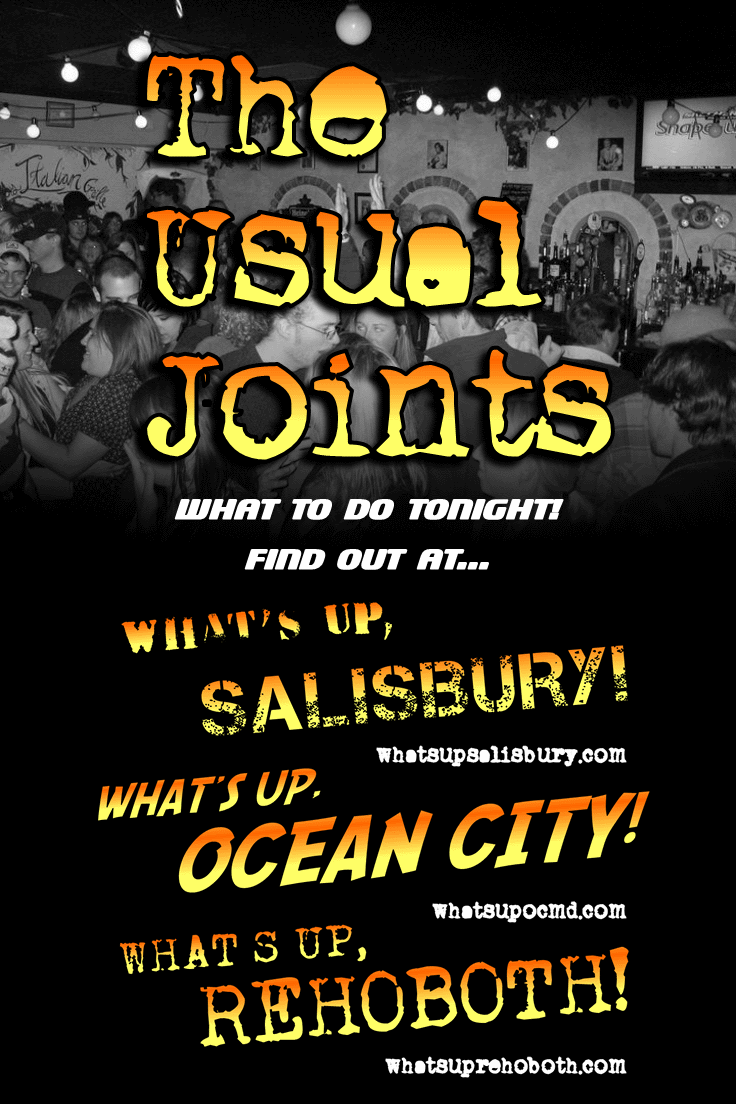 The
Usual
Joints
Italian
WHAT TO DO TONIGHT!
FIND OUT AT...
WHAT'S UP,
SALISBURY!
whatsupsalisbury.com
WHAT'S UP,
OCEAN CITY!
whatsupocmd.com
WHAT'S UP,
REHOBOTH!
whatsuprehoboth.com